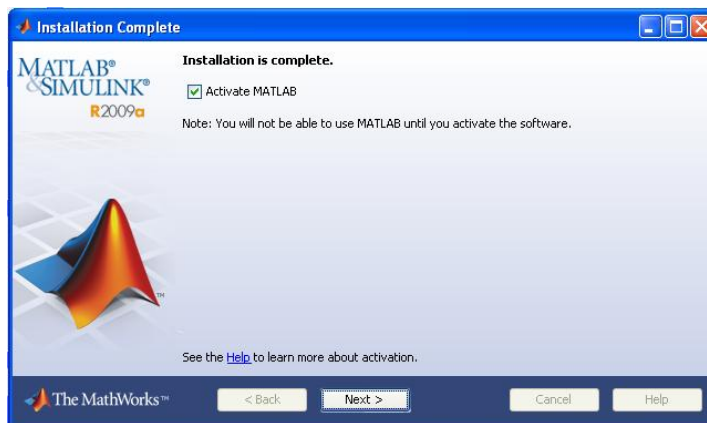 Installation Complete
MATLAB®
&SIMULINK®
R2009a
Installation is complete.
Activate MATLAB
Note: You will not be able to use MATLAB until you activate the software.
TM
See the Help to learn more about activation.
The MathWorks™
< Back
Next >
Cancel
Help